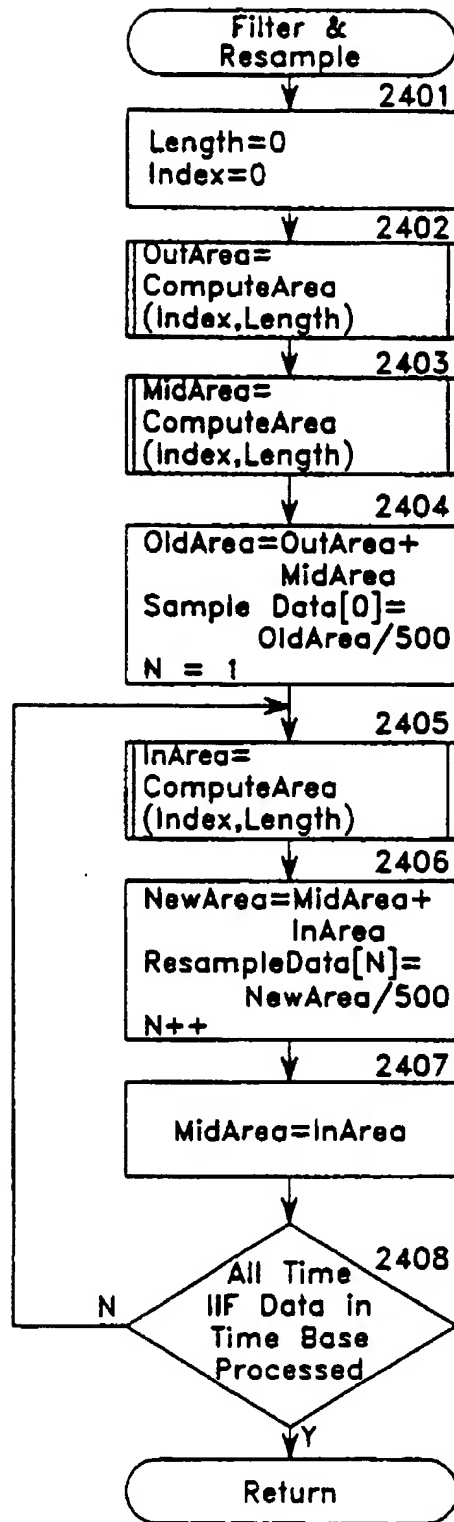 Filter &
Resample
2401
Length=0
Index=0
2402
OutArea=
ComputeArea
(Index,Length)
2403
MidArea=
ComputeArea
(Index,Length)
2404
OldArea=OutArea+
MidArea
Sample Data[0]=
OldArea/500
N = 1
2405
InArea=
ComputeArea
(Index,Length)
2406
NewArea=MidArea+
InArea
ResampleData[N]=
NewArea/500
N++
2407
MidArea=InArea
2408
All Time
IIF Data in
Time Base
Processed
N
Y
Return